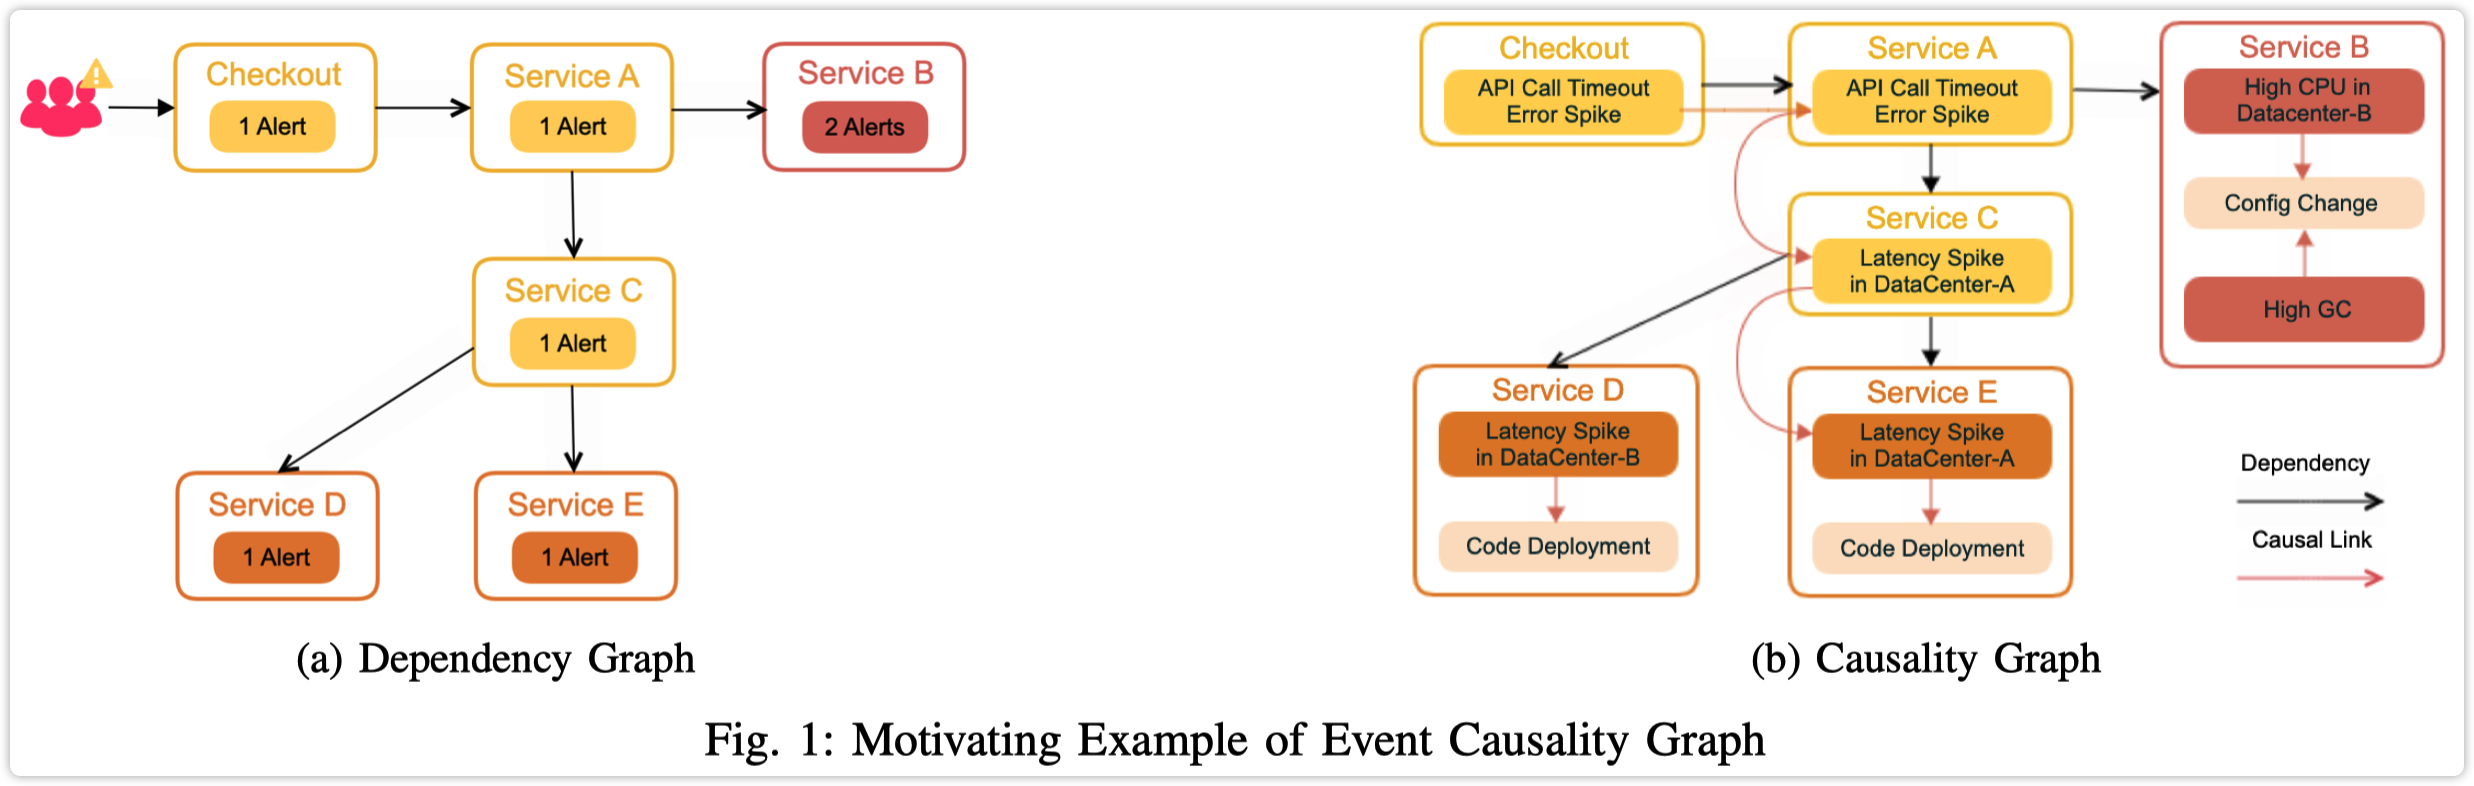 Checkout
1 Alert
Service A
1 Alert
Service B
2 Alerts
Service C
1 Alert
Service D
1 Alert
Service E
1 Alert
(a) Dependency Graph
Checkout
API Call Timeout
Error Spike
Service A
API Call Timeout
Error Spike
Service B
High CPU in
Datacenter-B
Config Change
High GC
Service C
Latency Spike
in DataCenter-A
Service D
Latency Spike
in DataCenter-B
Code Deployment
Service E
Latency Spike
in DataCenter-A
Code Deployment
Dependency
Causal Link
(b) Causality Graph
Fig. 1: Motivating Example of Event Causality Graph